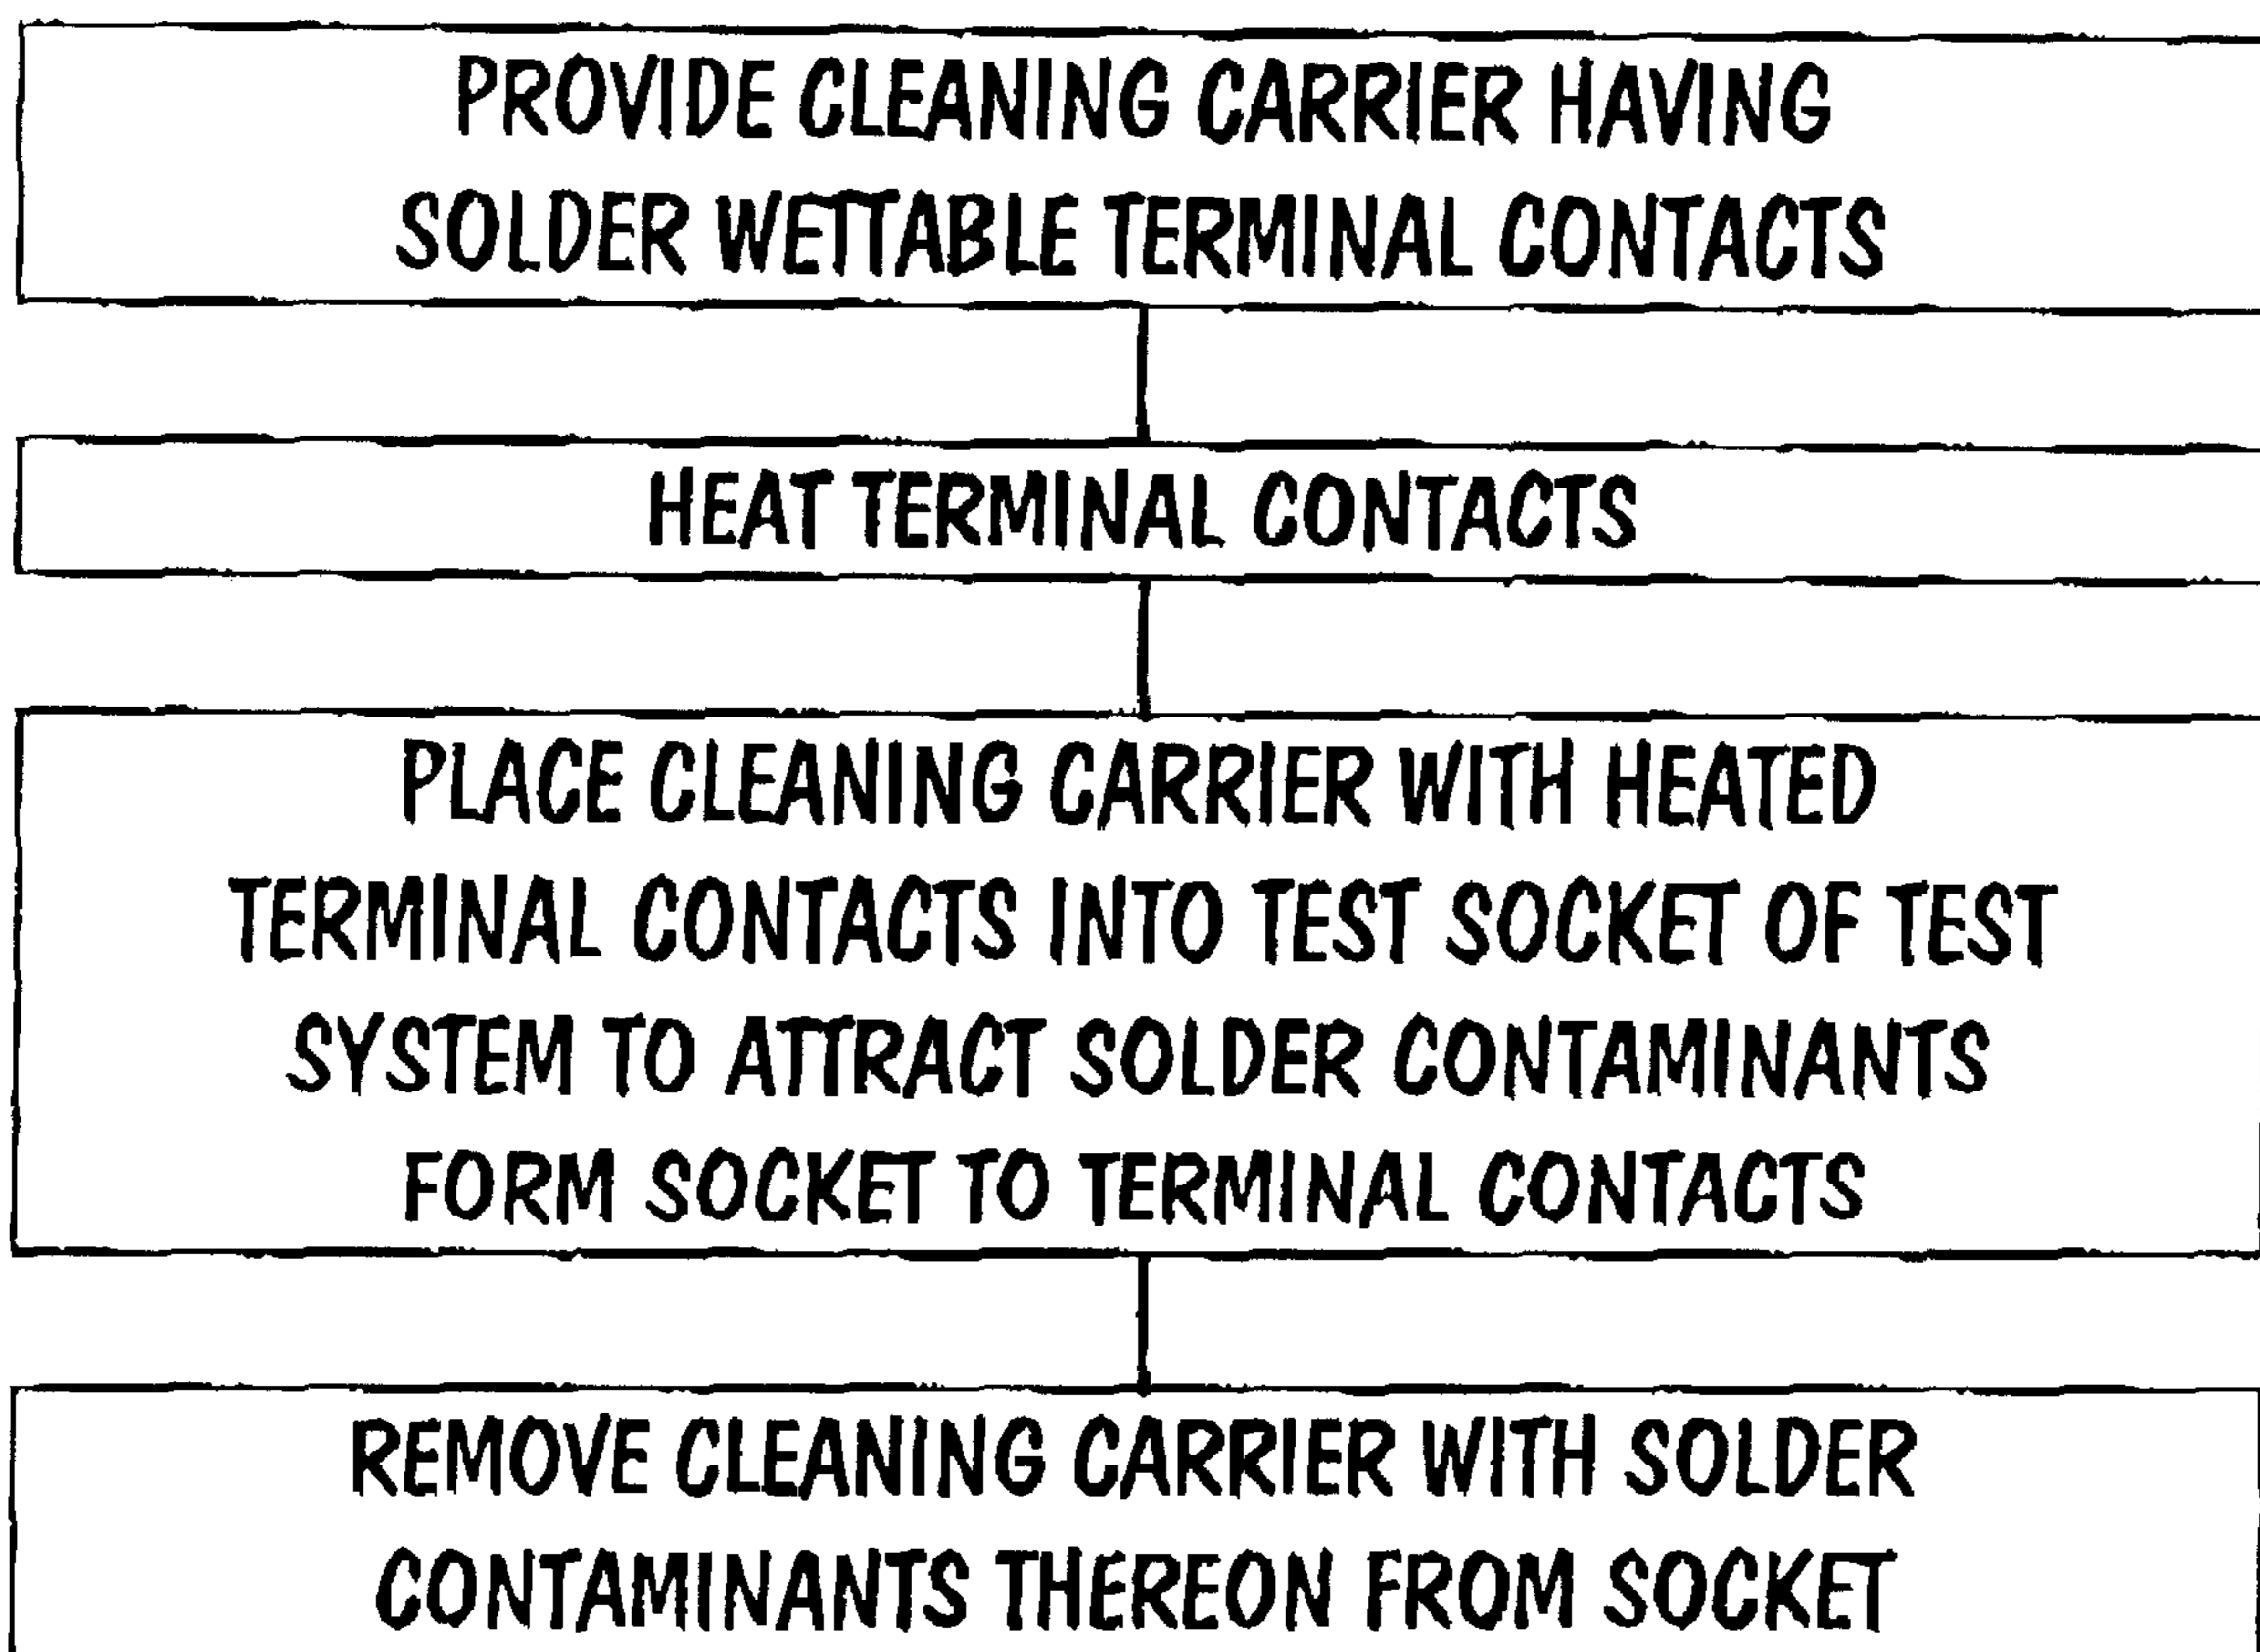 PROVIDE CLEANING CARRIER HAVING
SOLDER WETTABLE TERMINAL CONTACTS
HEAT TERMINAL CONTACTS
PLACE CLEANING CARRIER WITH HEATED
TERMINAL CONTACTS INTO TEST SOCKET OF TEST
SYSTEM TO ATTRACT SOLDER CONTAMINANTS
FORM SOCKET TO TERMINAL CONTACTS
REMOVE CLEANING CARRIER WITH SOLDER
CONTAMINANTS THEREON FROM SOCKET